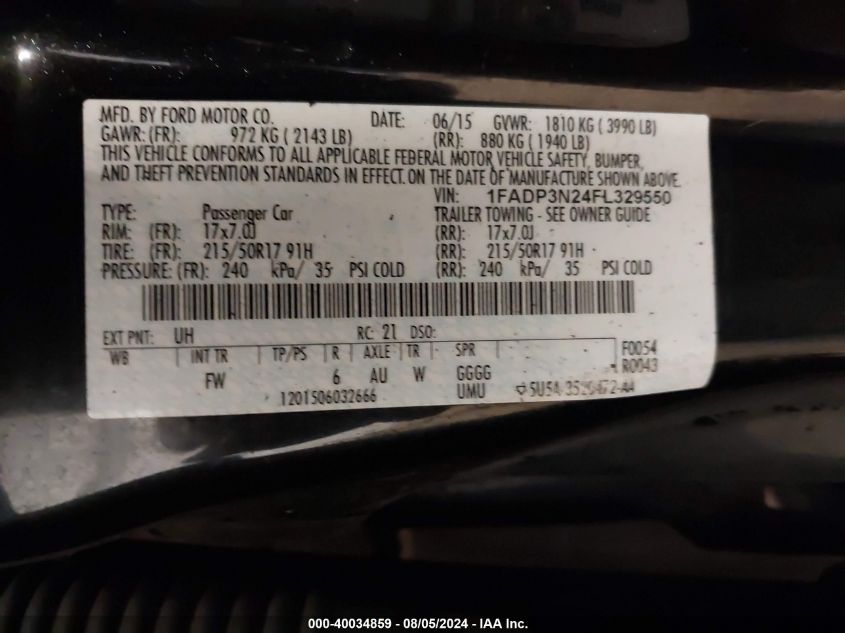 MFD. BY FORD MOTOR CO. DATE: 06/15 GVWR: 1810 KG ( 3990 LB)
GAWR: (FR): 972 KG ( 2143 LB) (RR): 880 KG ( 1940 LB)
THIS VEHICLE CONFORMS TO ALL APPLICABLE FEDERAL MOTOR VEHICLE SAFETY, BUMPER,
AND THEFT PREVENTION STANDARDS IN EFFECT ON THE DATE OF MANUFACTURE SHOWN ABOVE.
VIN: 1FADP3N24FL329550
TYPE: Passenger Car TRAILER TOWING - SEE OWNER GUIDE
RIM: (FR): 17x7.0J (RR): 17x7.0J
TIRE: (FR): 215/50R17 91H (RR): 215/50R17 91H
PRESSURE: (FR): 240 kPa/ 35 PSI COLD (RR): 240 kPa/ 35 PSI COLD
EXT PNT: UH RC: 21 DSO:
WB INT TR TP/PS R AXLE TR SPR F0054
R0043
FW 6 AU W GGGG
1201506032666 UMU
000-40034859 - 08/05/2024 - IAA Inc.